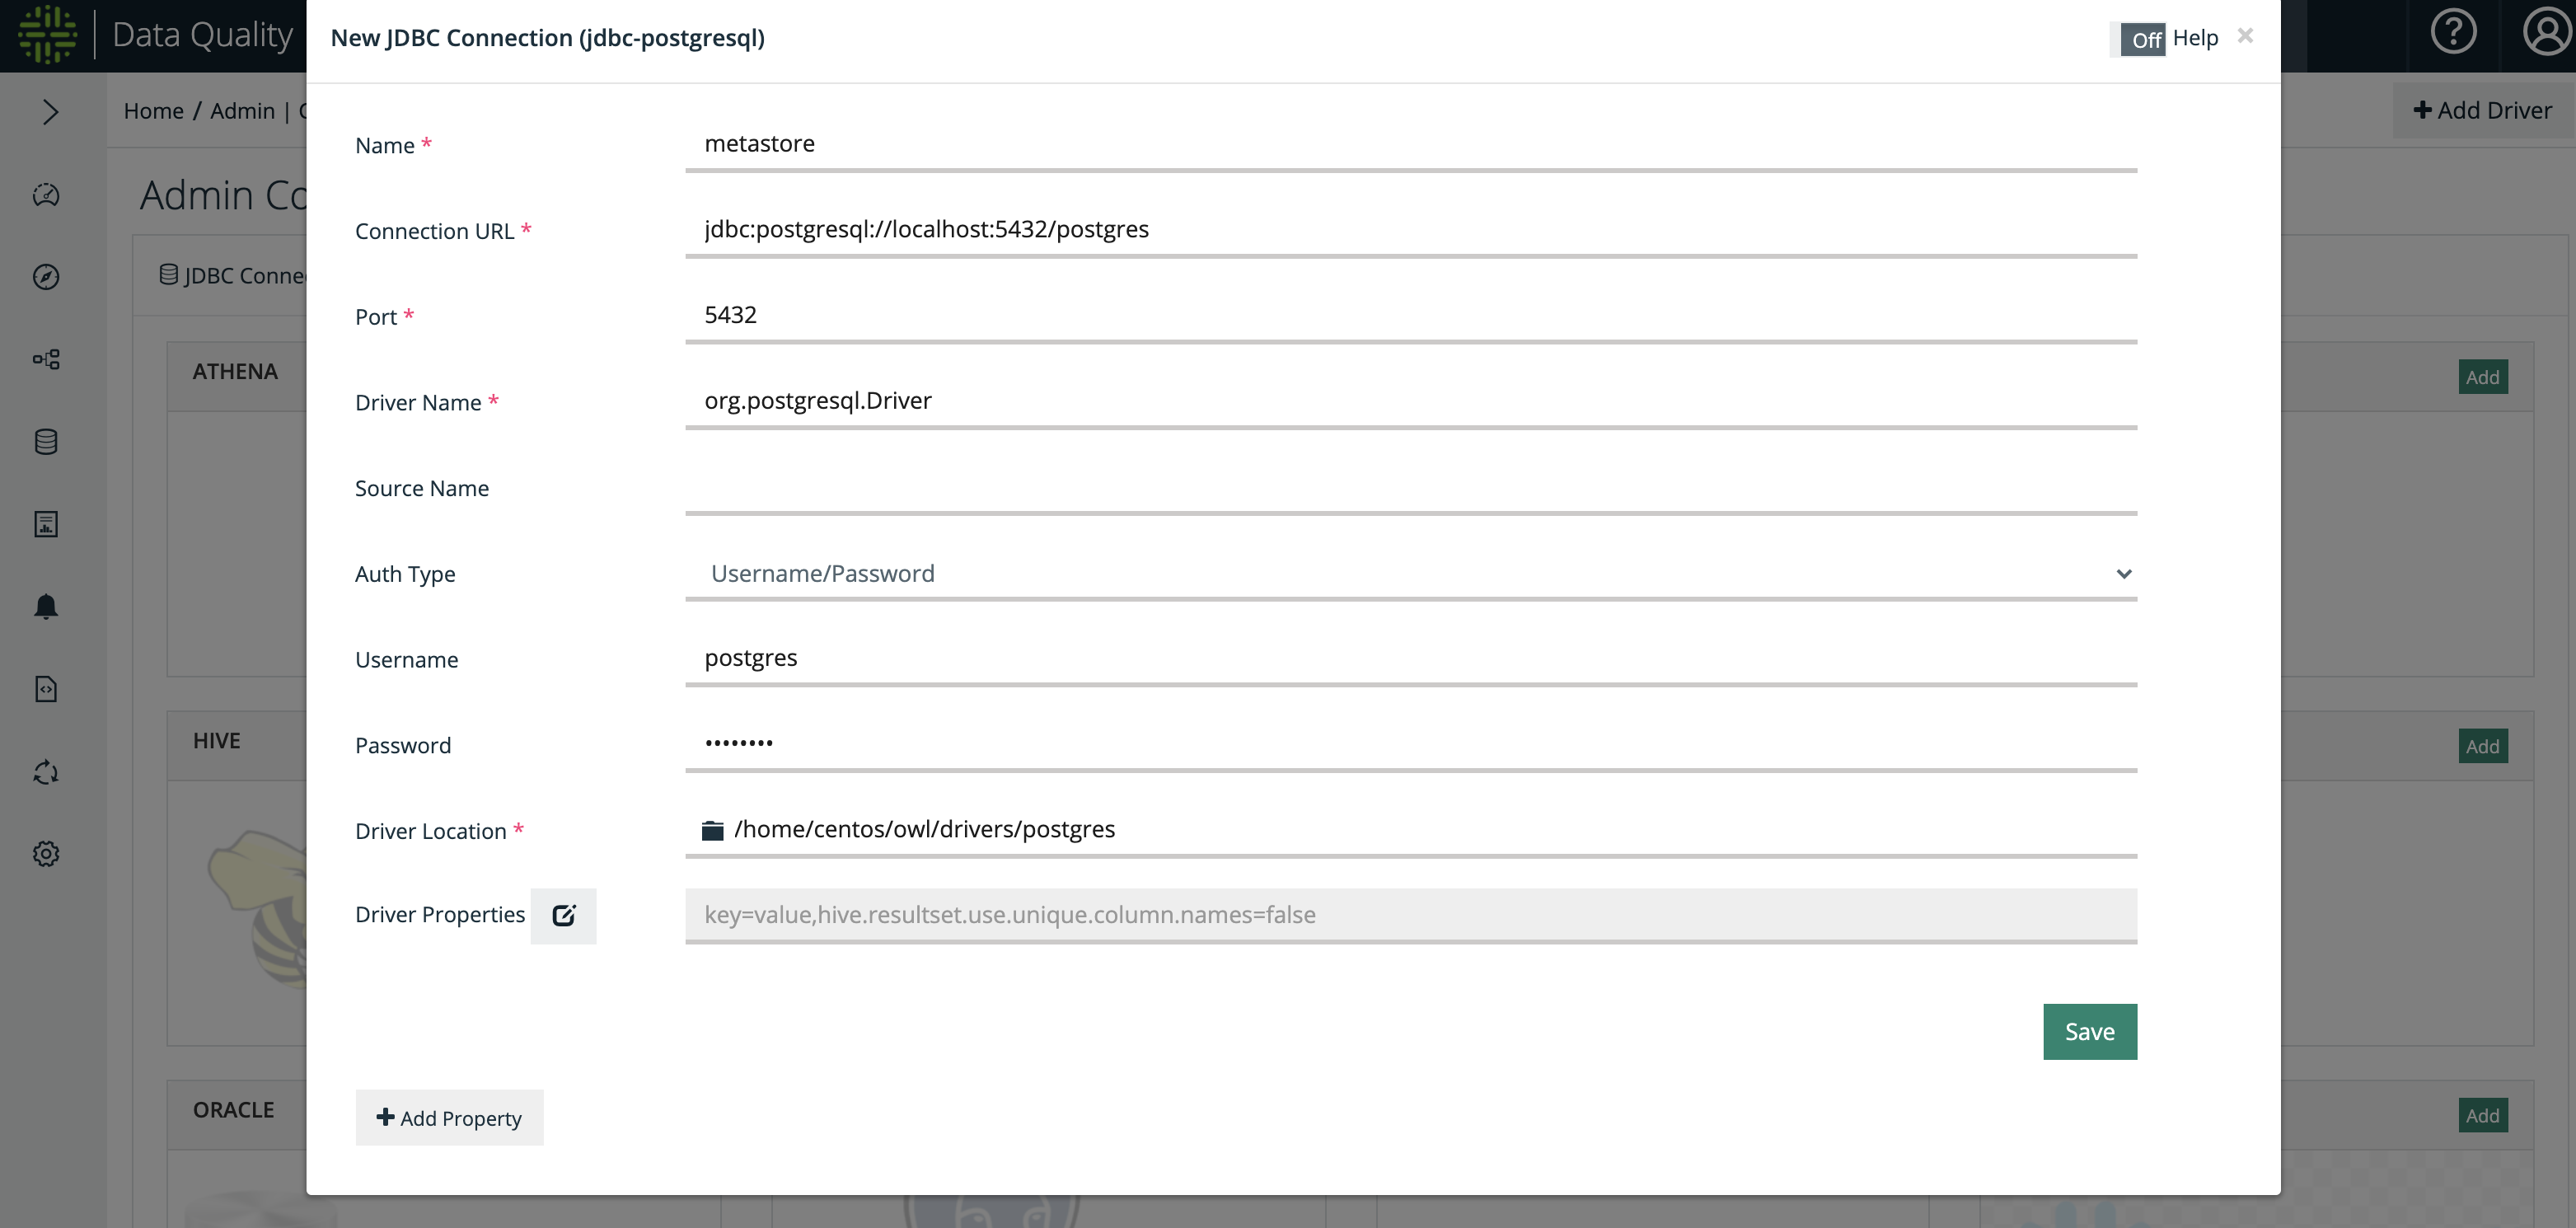 Data Quality
New JDBC Connection (jdbc-postgresql)
Off Help ×
Home / Admin |
+ Add Driver
Name * metastore
Admin Co
Connection URL * jdbc:postgresql://localhost:5432/postgres
JDBC Conne
Port * 5432
ATHENA
Add
Driver Name * org.postgresql.Driver
Source Name
Auth Type Username/Password
Username postgres
HIVE
Add
Password ••••••••
Driver Location * /home/centos/owl/drivers/postgres
Driver Properties key=value,hive.resultset.use.unique.column.names=false
Save
ORACLE
Add
+ Add Property